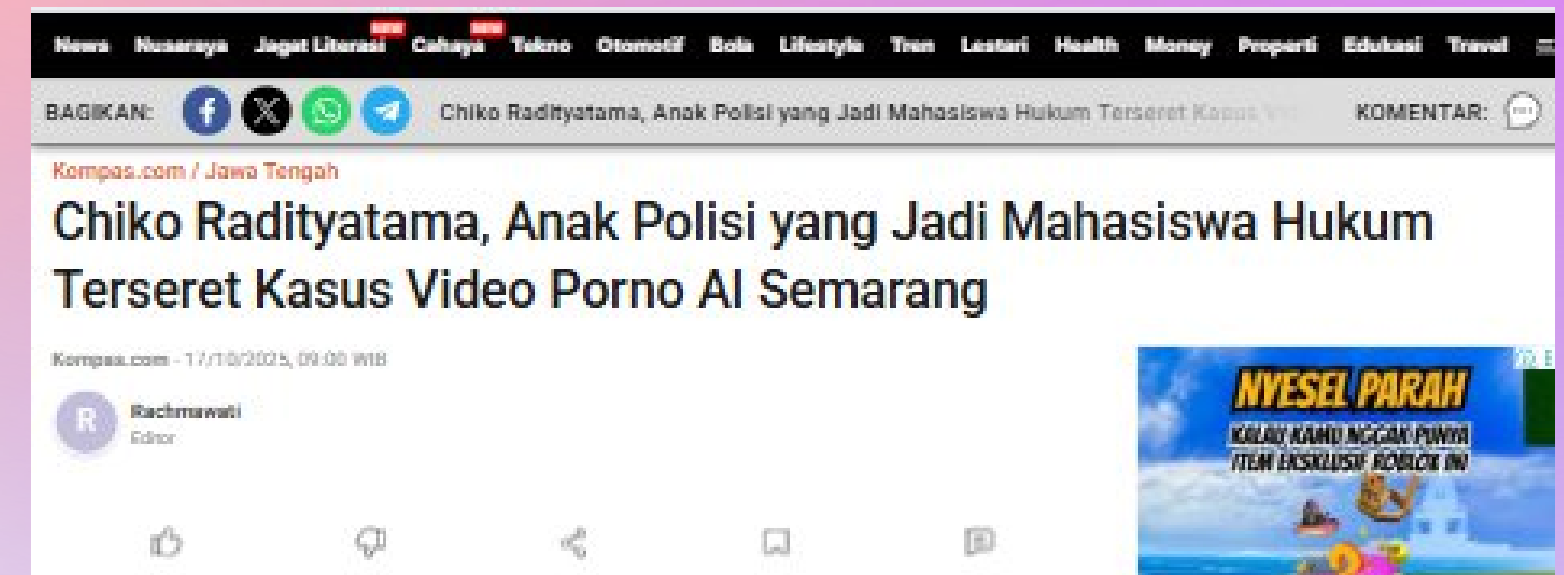 News Nusaraya Jagat Literasi NEW Cahaya NEW Tekno Otomotif Bola Lifestyle Tren Lestari Health Money Properti Edukasi Travel
BAGIKAN: Chiko Radityatama, Anak Polisi yang Jadi Mahasiswa Hukum Terseret Kasus KOMENTAR:
Kompas.com / Jawa Tengah
Chiko Radityatama, Anak Polisi yang Jadi Mahasiswa Hukum
Terseret Kasus Video Porno AI Semarang
Kompas.com - 17/10/2025, 09:00 WIB
R
Rachmawati
Editor
NYESEL PARAH
KALAU KAMU NGGAK PUNYA
ITEM EKSKLUSIF ROBLOX INI